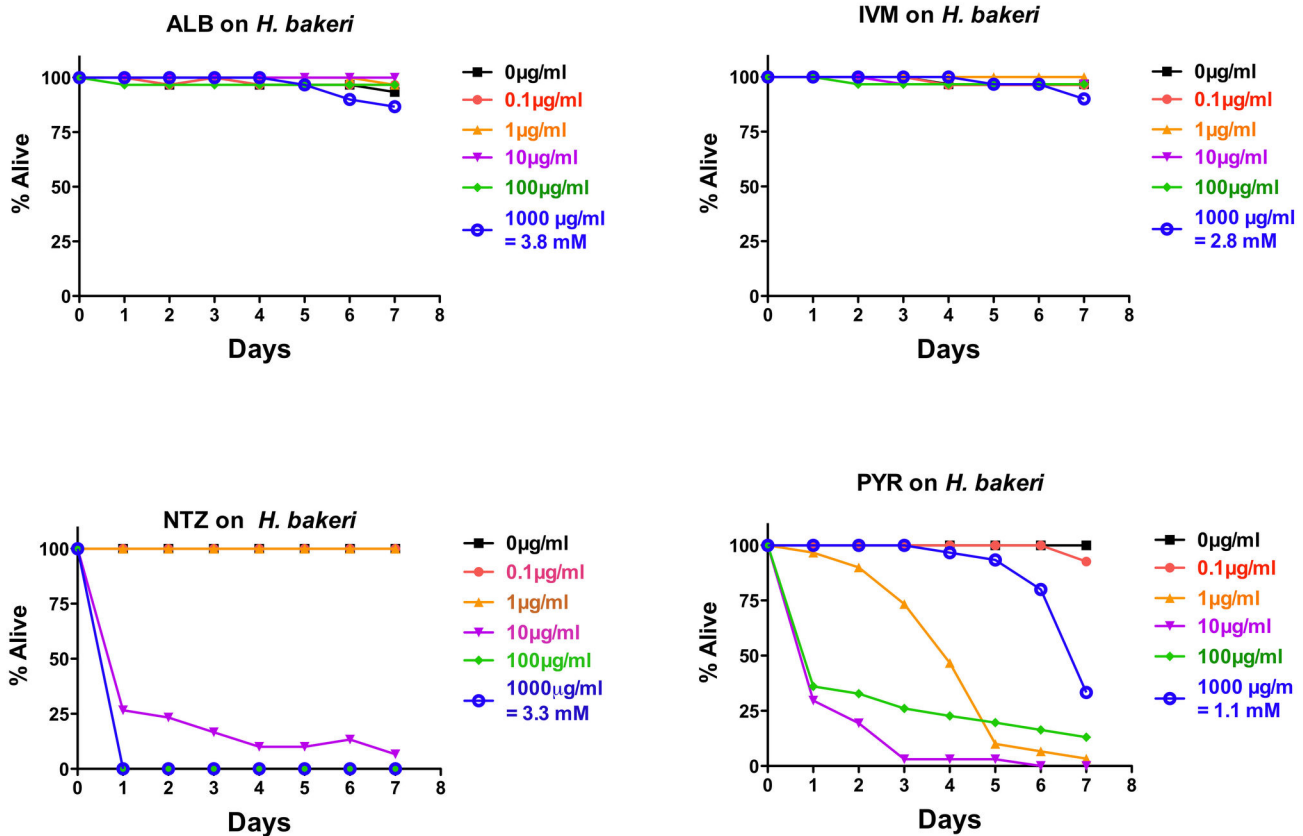 ALB on H. bakeri
% Alive
100
75
50
25
0
0 1 2 3 4 5 6 7 8
Days
0µg/ml
0.1µg/ml
1µg/ml
10µg/ml
100µg/ml
1000 µg/ml
= 3.8 mM
IVM on H. bakeri
% Alive
100
75
50
25
0
0 1 2 3 4 5 6 7 8
Days
0µg/ml
0.1µg/ml
1µg/ml
10µg/ml
100µg/ml
1000 µg/ml
= 2.8 mM
NTZ on H. bakeri
% Alive
100
75
50
25
0
0 1 2 3 4 5 6 7 8
Days
0µg/ml
0.1µg/ml
1µg/ml
10µg/ml
100µg/ml
1000µg/ml
= 3.3 mM
PYR on H. bakeri
% Alive
100
75
50
25
0
0 1 2 3 4 5 6 7 8
Days
0µg/ml
0.1µg/ml
1µg/ml
10µg/ml
100µg/ml
1000 µg/m
= 1.1 mM